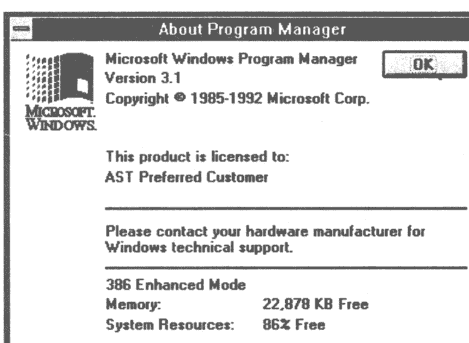 About Program Manager
Microsoft Windows Program Manager
Version 3.1
Copyright © 1985-1992 Microsoft Corp.
OK
MICROSOFT.
WINDOWS.
This product is licensed to:
AST Preferred Customer
Please contact your hardware manufacturer for
Windows technical support.
386 Enhanced Mode
Memory: 22,878 KB Free
System Resources: 86% Free